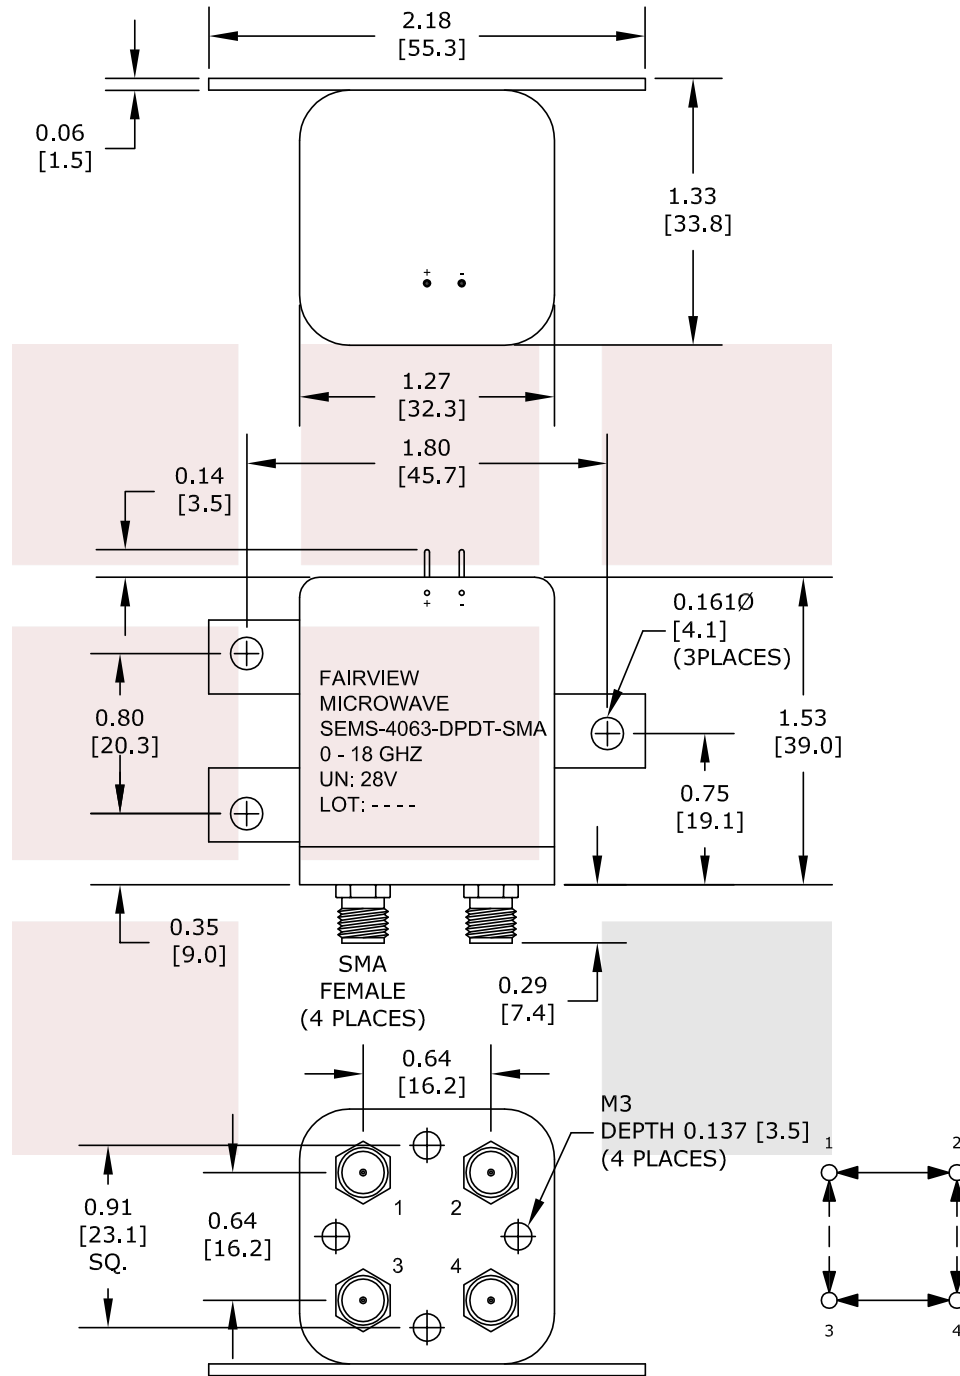 2.18
[55.3]
0.06
[1.5]
1.33
[33.8]
+ -
1.27
[32.3]
1.80
[45.7]
0.14
[3.5]
+ -
0.161Ø
[4.1]
(3PLACES)
FAIRVIEW
MICROWAVE
SEMS-4063-DPDT-SMA
0 - 18 GHZ
UN: 28V
LOT: - - - -
0.80
[20.3]
1.53
[39.0]
0.75
[19.1]
0.35
[9.0]
SMA
FEMALE
(4 PLACES)
0.29
[7.4]
0.64
[16.2]
M3
DEPTH 0.137 [3.5]
(4 PLACES)
0.91
[23.1]
SQ.
0.64
[16.2]
1 2
3 4
1 2
3 4